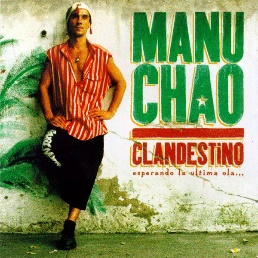 MANU
CHAO
CLANDESTINO
esperando la ultima ola...